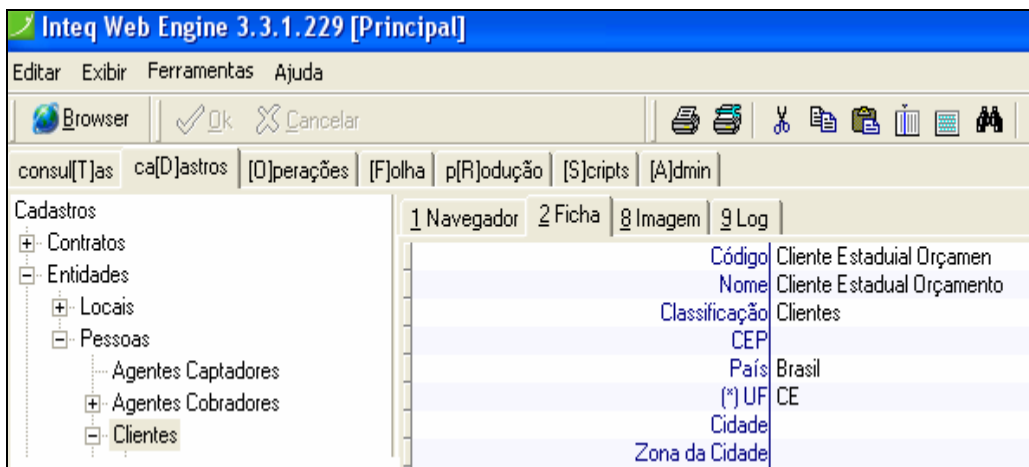 Inteq Web Engine 3.3.1.229 [Principal]
Editar Exibir Ferramentas Ajuda
Browser Ok Cancelar
consul[T]as ca[D]astros [O]perações [F]olha p[R]odução [S]cripts [A]dmin
Cadastros
Contratos
Entidades
Locais
Pessoas
Agentes Captadores
Agentes Cobradores
Clientes
1 Navegador 2 Ficha 8 Imagem 9 Log
Código Cliente Estaduial Orçamen
Nome Cliente Estadual Orçamento
Classificação Clientes
CEP
País Brasil
(*) UF CE
Cidade
Zona da Cidade